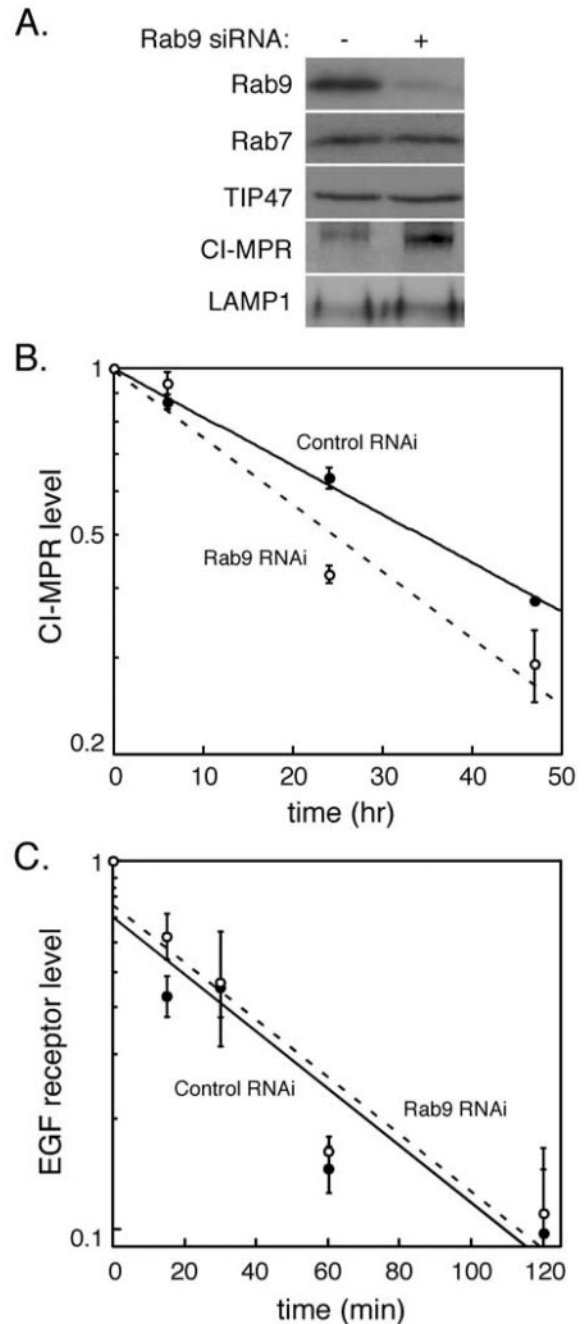 A.
Rab9 siRNA: - +
Rab9
Rab7
TIP47
CI-MPR
LAMP1
B.
1
0.5
0.2
CI-MPR level
Control RNAi
Rab9 RNAi
0 10 20 30 40 50
time (hr)
C.
1
0.1
EGF receptor level
Control RNAi
Rab9 RNAi
0 20 40 60 80 100 120
time (min)